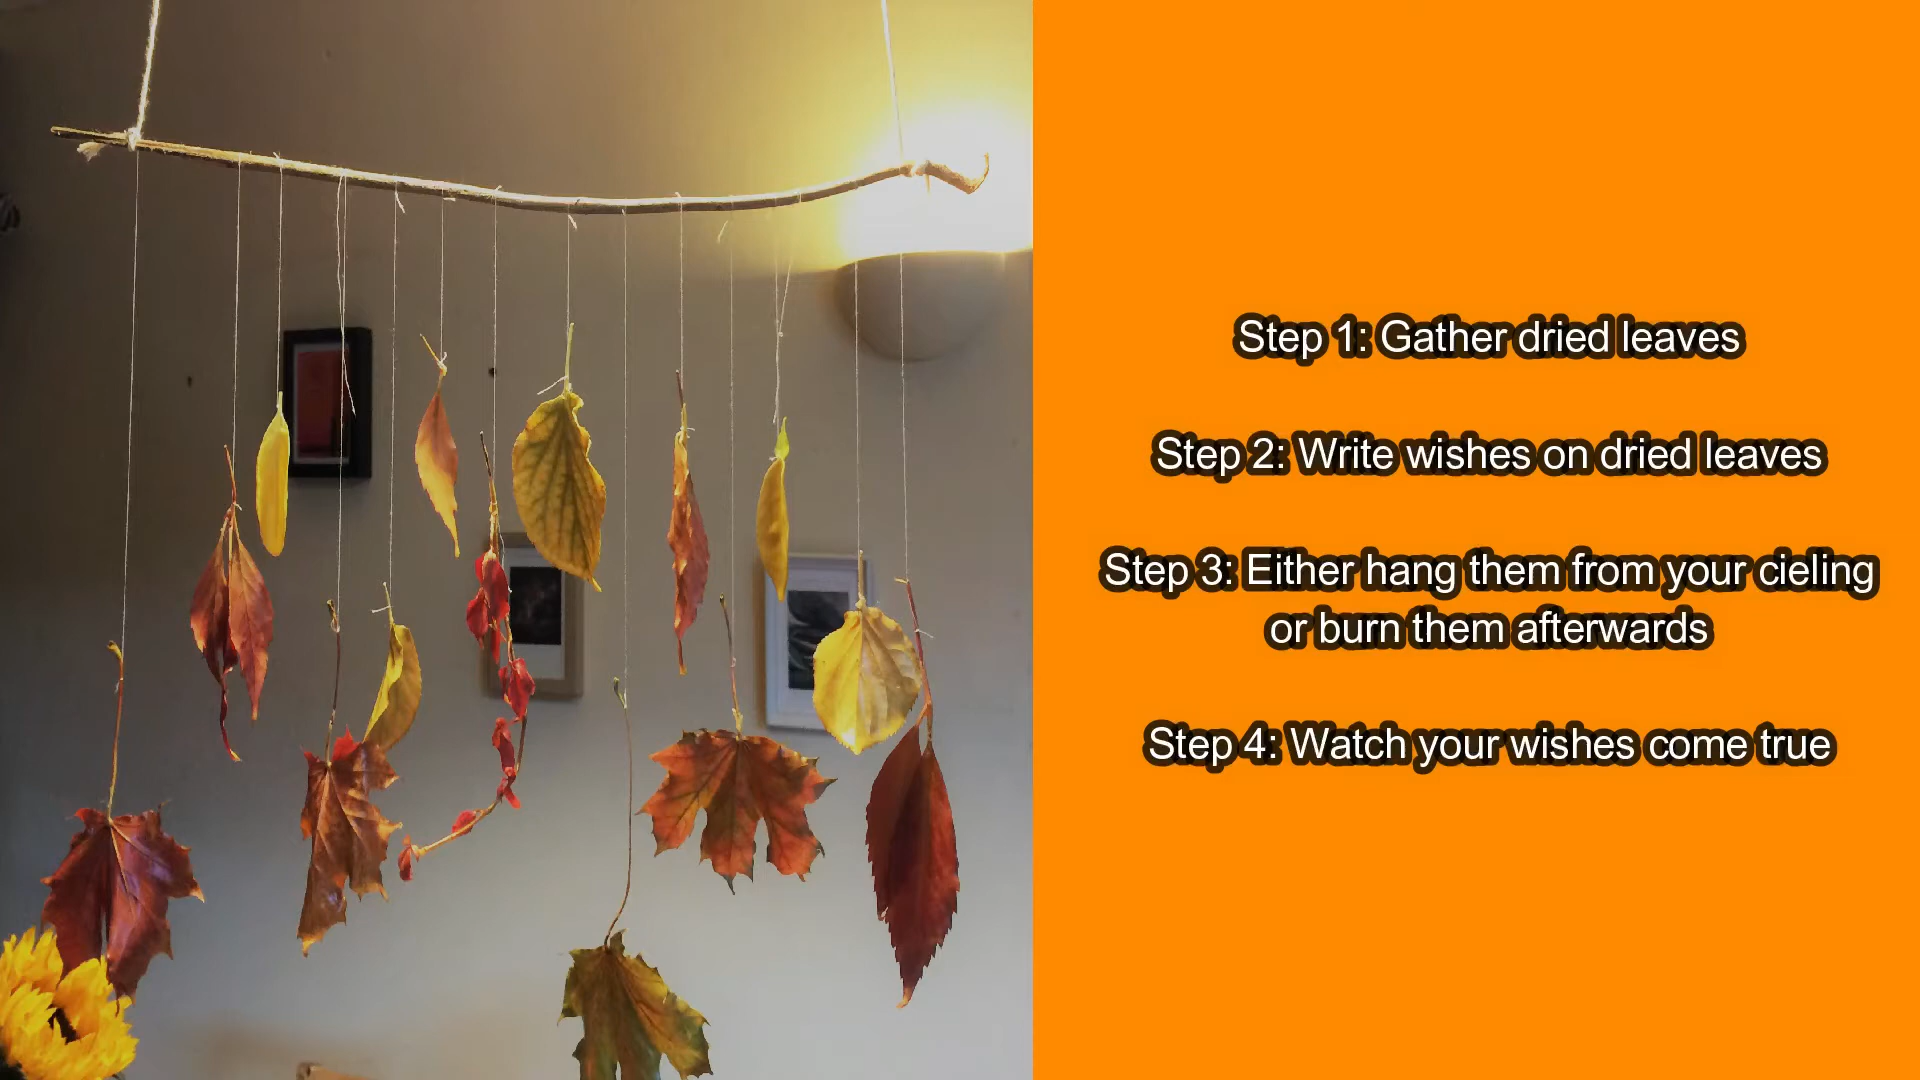 Step 1: Gather dried leaves
Step 2: Write wishes on dried leaves
Step 3: Either hang them from your cieling
or burn them afterwards
Step 4: Watch your wishes come true